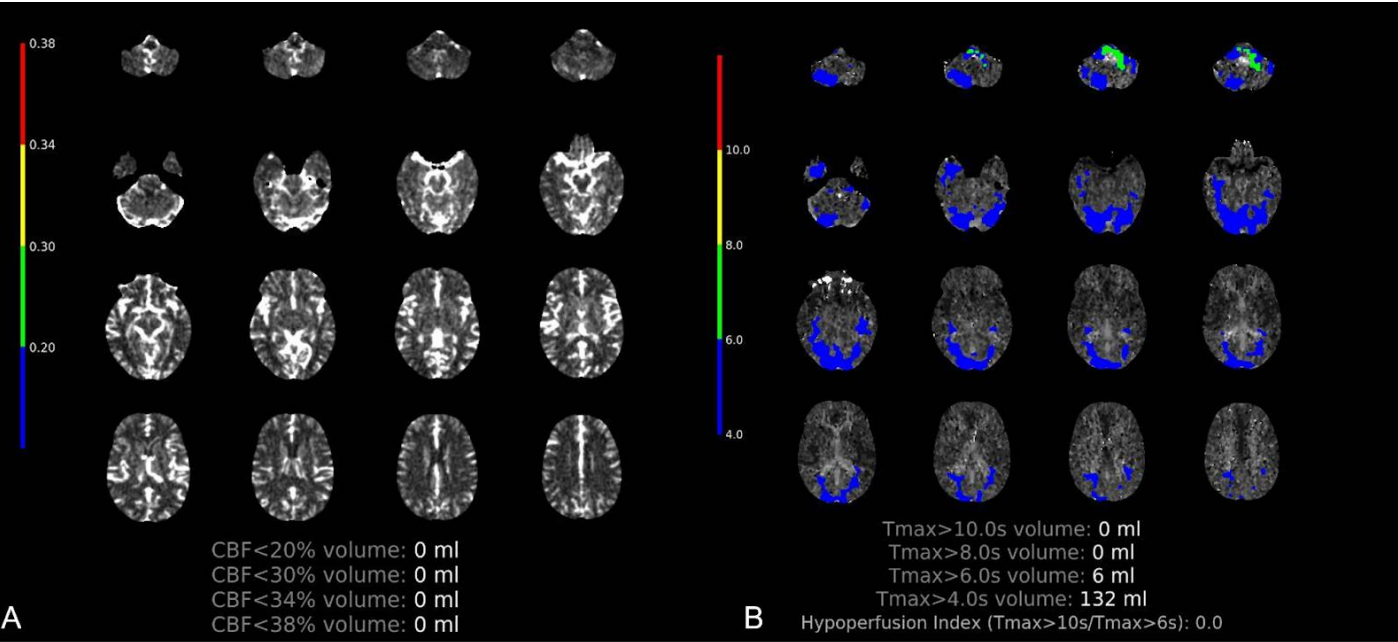 0.38
0.34
0.30
0.20
CBF<20% volume: 0 ml
CBF<30% volume: 0 ml
CBF<34% volume: 0 ml
CBF<38% volume: 0 ml
A
10.0
8.0
6.0
4.0
Tmax>10.0s volume: 0 ml
Tmax>8.0s volume: 0 ml
Tmax>6.0s volume: 6 ml
Tmax>4.0s volume: 132 ml
Hypoperfusion Index (Tmax>10s/Tmax>6s): 0.0
B